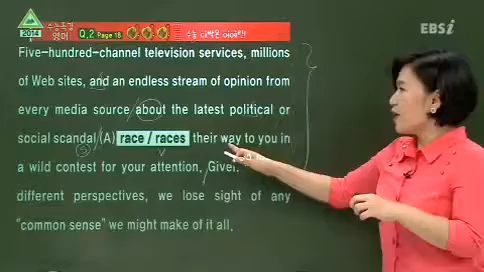 수능특강
영어
Q.2 Page 18
수능 대박은 이아인!!
EBSi
2014
Five-hundred-channel television services, millions
of Web sites, and an endless stream of opinion from
every media source about the latest political or
social scandal (A) race / races their way to you in
a wild contest for your attention.
different perspectives, we lose sight of any
"common sense" we might make of it all.